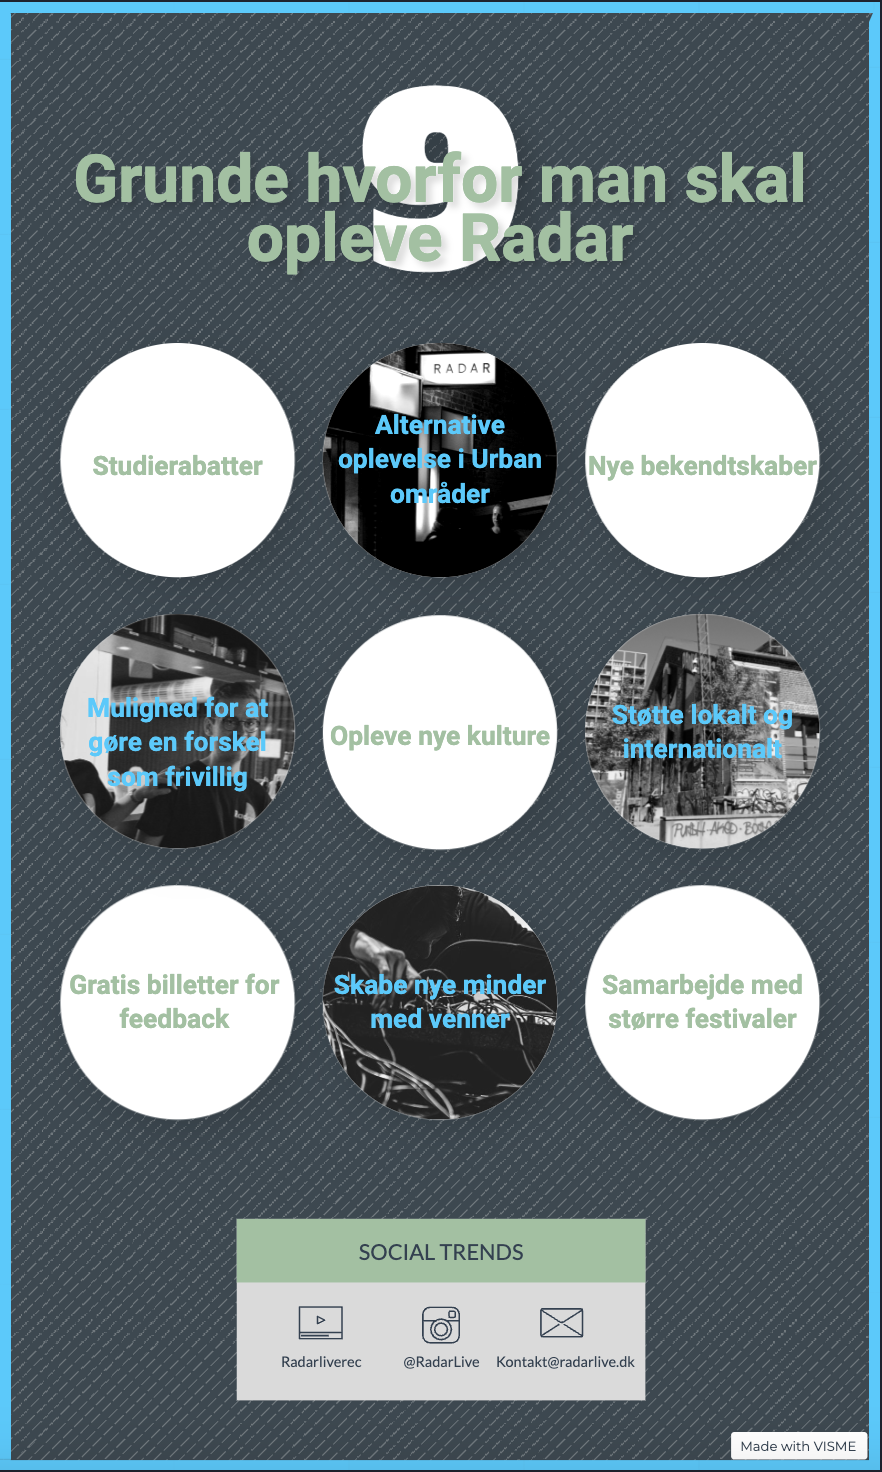 9
Grunde hvorfor man skal
opleve Radar
Studierabatter
RADAR
Alternative
oplevelse i Urban
områder
Nye bekendtskaber
Mulighed for at
gøre en forskel
som frivillig
Opleve nye kulture
Støtte lokalt og
internationalt
Gratis billetter for
feedback
Skabe nye minder
med venner
Samarbejde med
større festivaler
SOCIAL TRENDS
Radarliverec
@RadarLive
Kontakt@radarlive.dk
Made with VISME